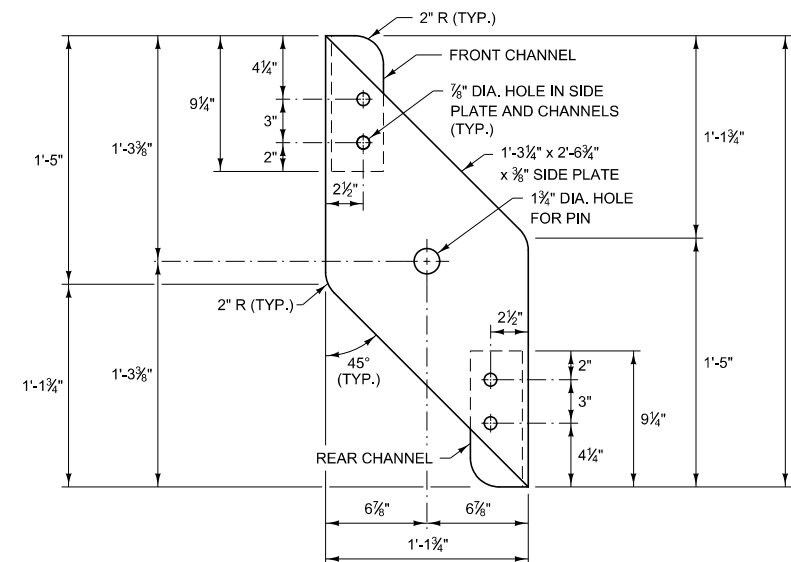 2" R (TYP.)
FRONT CHANNEL
4¼"
9¼"
⅞" DIA. HOLE IN SIDE
PLATE AND CHANNELS
(TYP.)
3"
1'-3⅜"
1'-1¾"
1'-5"
2"
1'-3¼" x 2'-6¾"
x ⅜" SIDE PLATE
2½"
1¾" DIA. HOLE
FOR PIN
2" R (TYP.)
2½"
45°
(TYP.)
1'-3⅜"
1'-1¾"
2"
3"
1'-5"
9¼"
4¼"
REAR CHANNEL
6⅞"
6⅞"
1'-1¾"